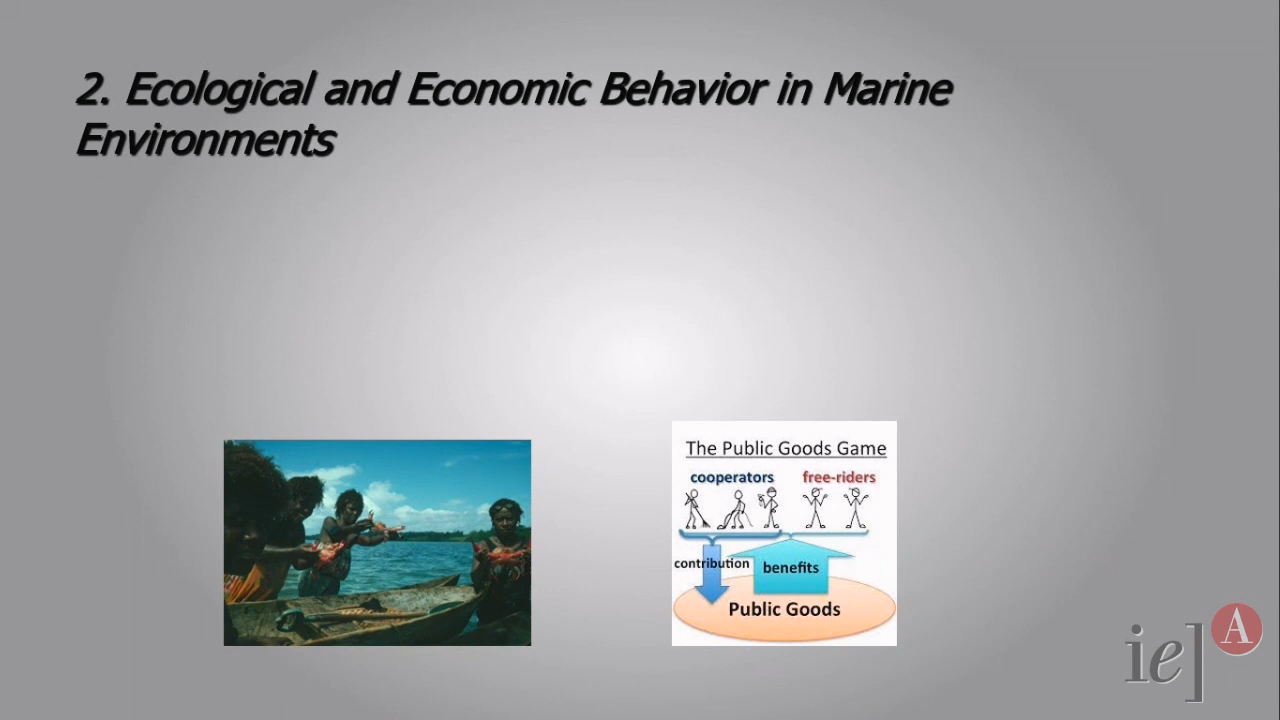 2. Ecological and Economic Behavior in Marine
Environments
The Public Goods Game
cooperators free-riders
contribution benefits
Public Goods
ie] A